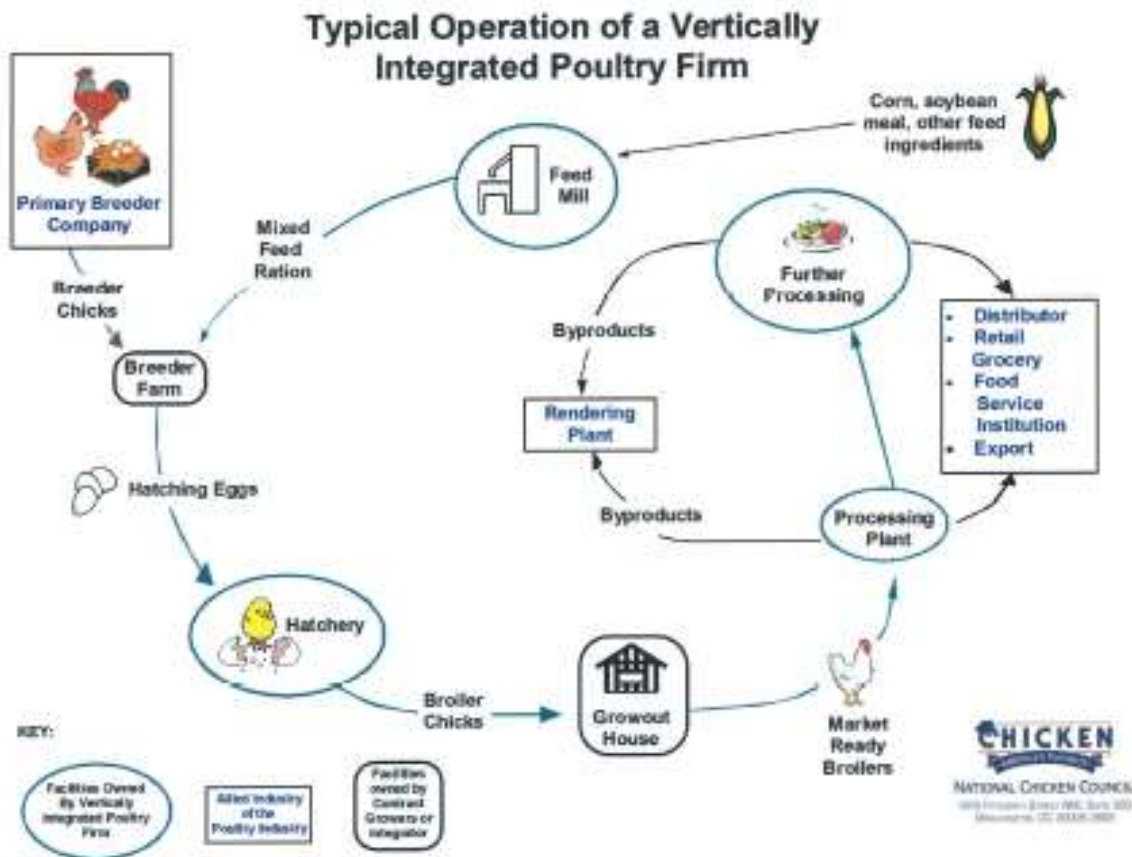 Typical Operation of a Vertically
Integrated Poultry Firm
Primary Breeder
Company
Breeder
Chicks
Mixed
Feed
Ration
Feed
Mill
Corn, soybean
meal, other feed
ingredients
Breeder
Farm
Hatching Eggs
Hatchery
Broiler
Chicks
Growout
House
Market
Ready
Broilers
Processing
Plant
Byproducts
Rendering
Plant
Byproducts
Further
Processing
• Distributor
• Retail
Grocery
• Food
Service
Institution
• Export
KEY:
Facilities Owned
By Vertically
Integrated Poultry
Firm
Allied Industry
of the
Poultry Industry
Facilities
owned by
Contract
Growers or
Integrator
CHICKEN
NATIONAL CHICKEN COUNCIL